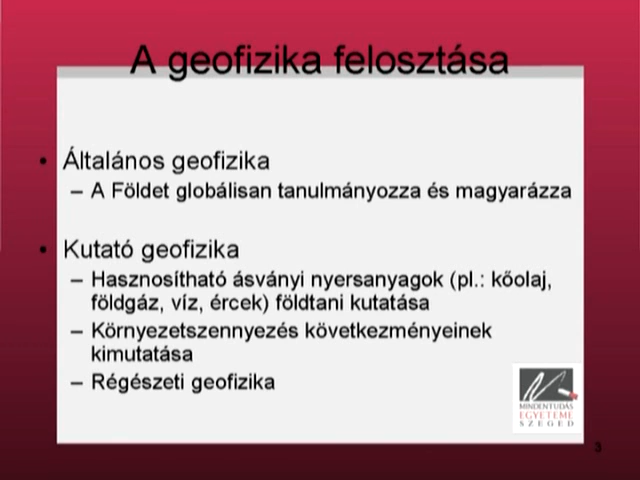 A geofizika felosztása
• Általános geofizika
– A Földet globálisan tanulmányozza és magyarázza
• Kutató geofizika
– Hasznosítható ásványi nyersanyagok (pl.: kőolaj,
földgáz, víz, ércek) földtani kutatása
– Környezetszennyezés következményeinek
kimutatása
– Régészeti geofizika
MINDENTUDÁS
EGYETEME
SZEGED
3